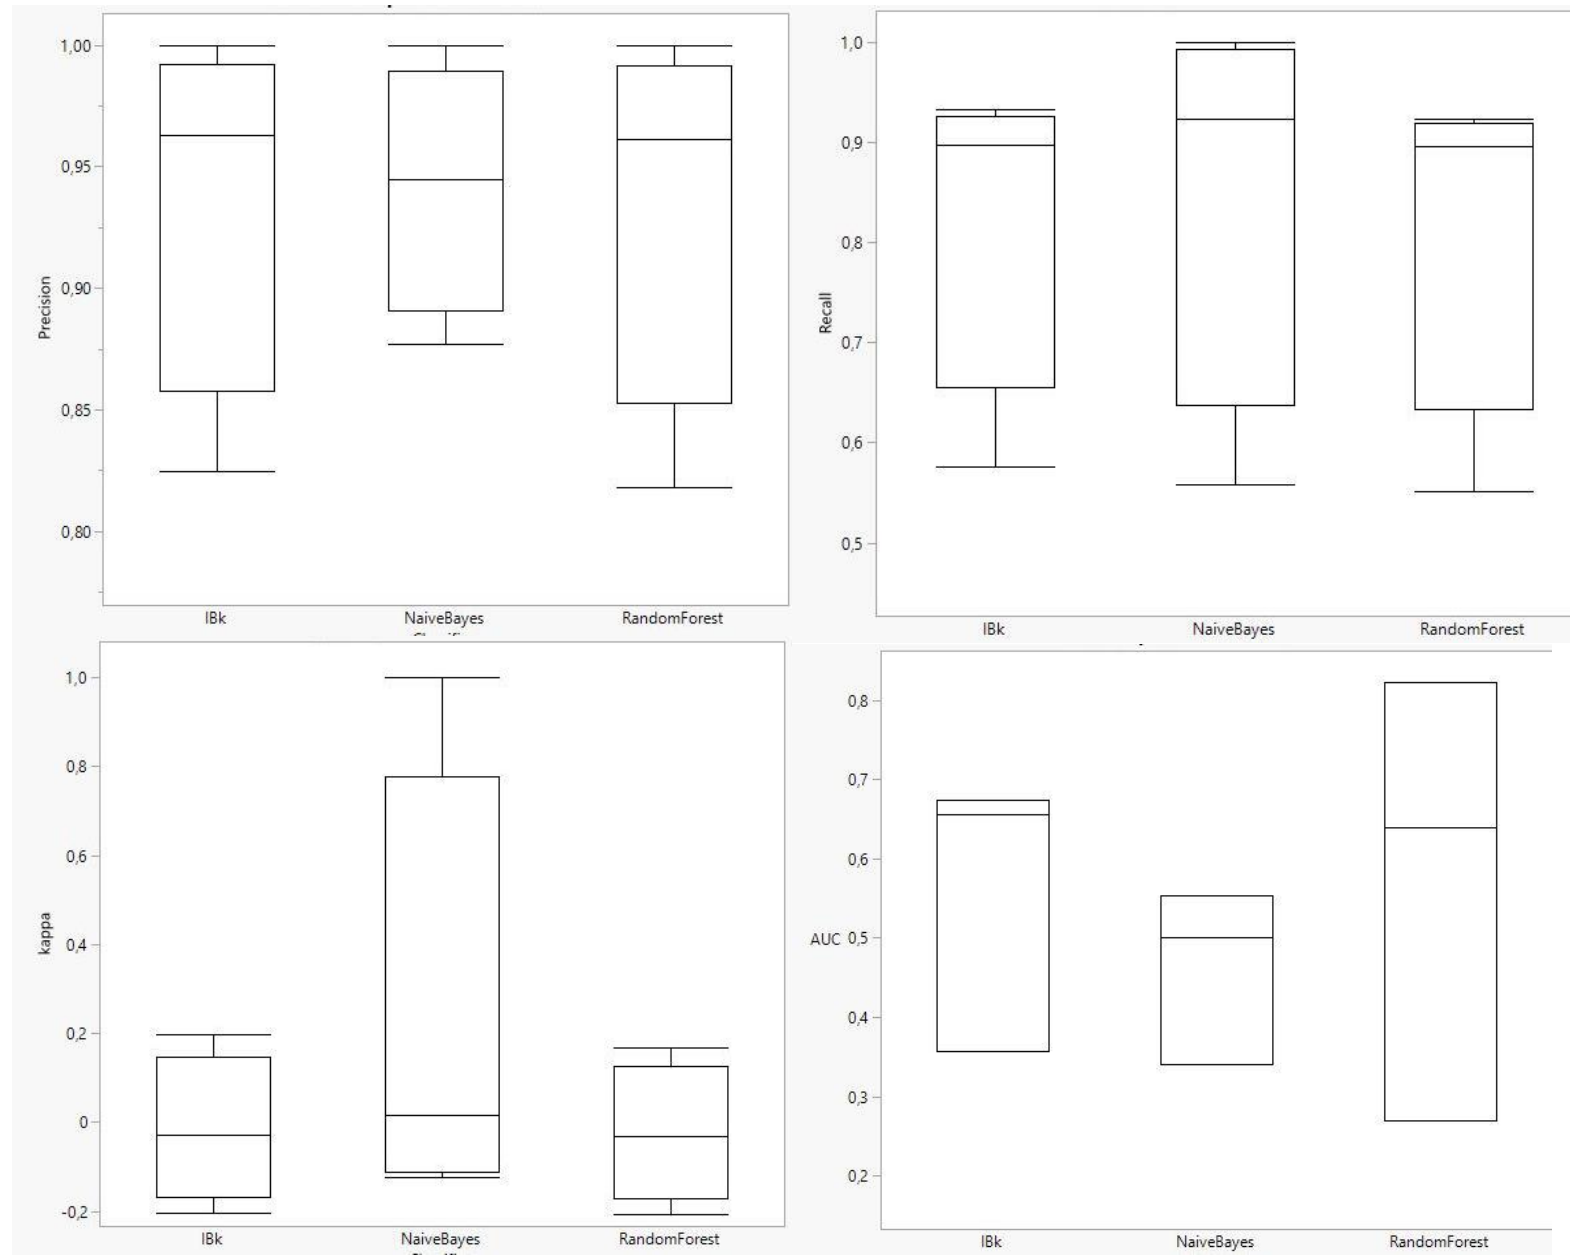 1,00
0,95
0,90
0,85
0,80
Precision
IBk
NaiveBayes
RandomForest
1,0
0,9
0,8
0,7
0,6
0,5
Recall
IBk
NaiveBayes
RandomForest
1,0
0,8
0,6
0,4
0,2
0
-0,2
kappa
IBk
NaiveBayes
RandomForest
0,8
0,7
0,6
AUC 0,5
0,4
0,3
0,2
IBk
NaiveBayes
RandomForest